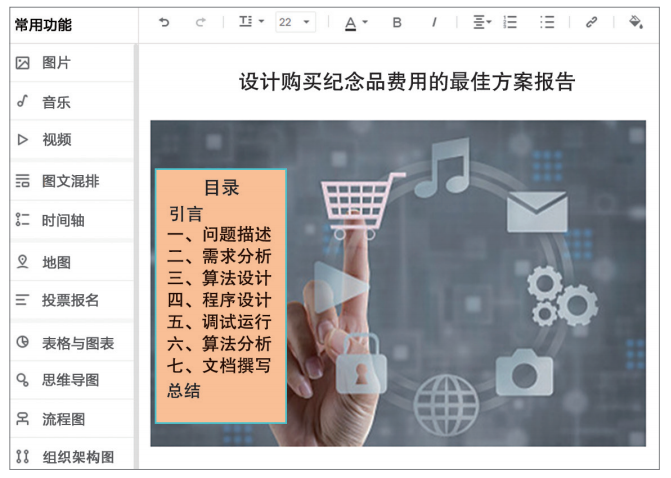 常用功能
22
A
B
I
图片
音乐
视频
图文混排
时间轴
地图
投票报名
表格与图表
思维导图
流程图
组织架构图
设计购买纪念品费用的最佳方案报告
目录
引言
一、问题描述
二、需求分析
三、算法设计
四、程序设计
五、调试运行
六、算法分析
七、文档撰写
总结